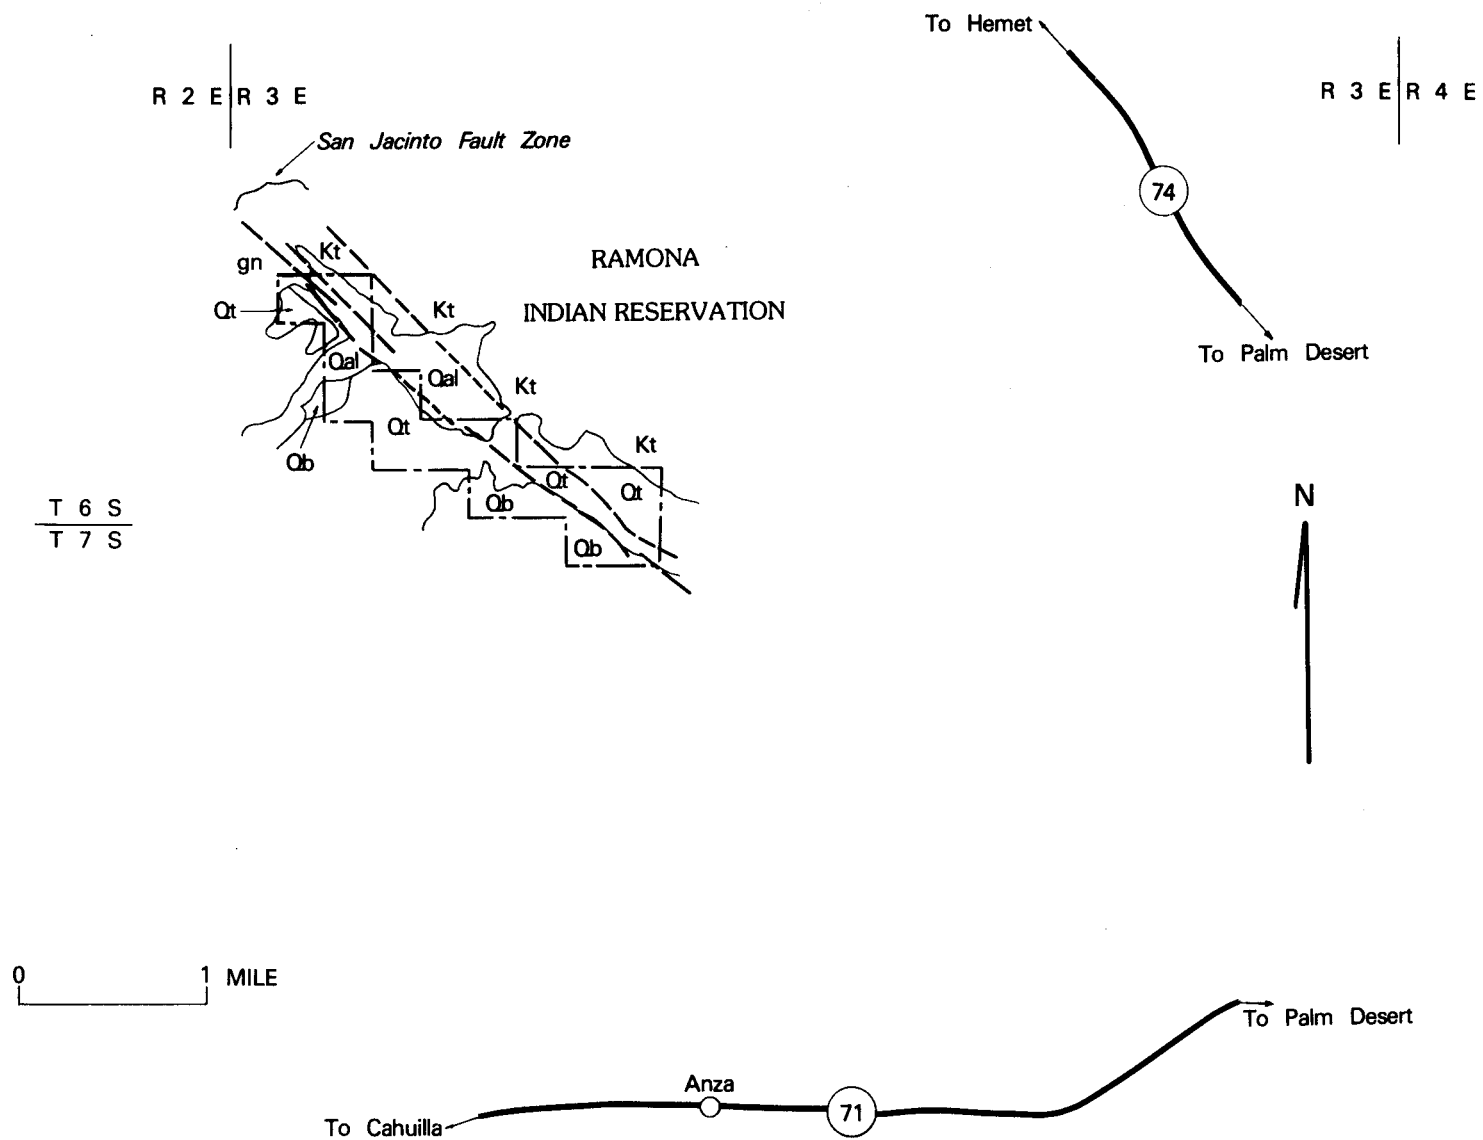 To Hemet
R 2 E R 3 E
R 3 E R 4 E
San Jacinto Fault Zone
74
Kt
gn
RAMONA
INDIAN RESERVATION
Qt
Kt
To Palm Desert
Qal
Qal
Kt
Qt
Kt
Qb
Qt
Qt
Qb
T 6 S
T 7 S
Qb
N
0 1 MILE
To Palm Desert
Anza
71
To Cahuilla